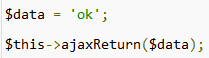 $data = 'ok';
$this->ajaxReturn($data);